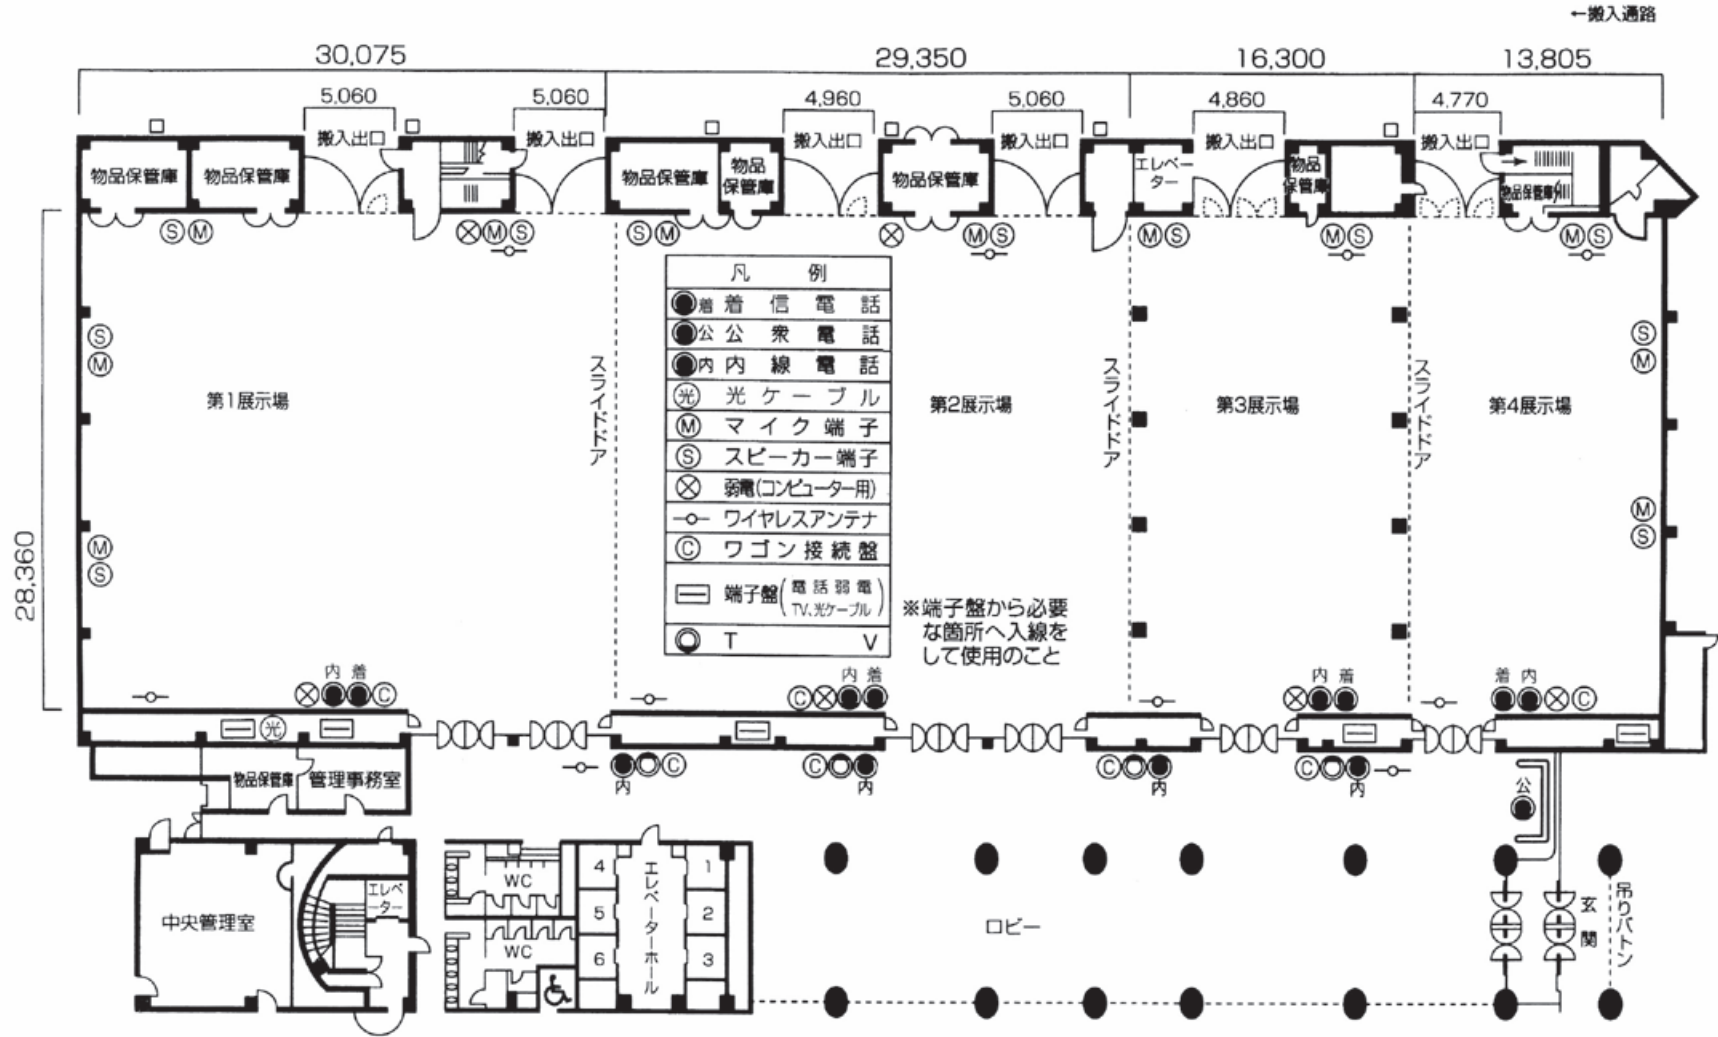 ←搬入通路
30,075
29,350
16,300
13,805
5,060
5,060
4,960
5,060
4,860
4,770
搬入出口
搬入出口
搬入出口
搬入出口
搬入出口
搬入出口
物品保管庫
物品保管庫
物品保管庫
物品
保管庫
物品保管庫
エレベー
ター
物品
保管庫
物品保管庫
S M
M S
S M
M S
M S
M S
M S
凡 例
着 着信電話
公 公衆電話
内 内線電話
光 光ケーブル
M マイク端子
S スピーカー端子
弱電(コンピューター用)
ワイヤレスアンテナ
C ワゴン接続盤
端子盤(電話弱電
TV、光ケーブル)
TV
S
M
M
S
S
M
M
S
第1展示場
スライドドア
第2展示場
スライドドア
第3展示場
スライドドア
第4展示場
28,360
※端子盤から必要
な箇所へ入線を
して使用のこと
内 着
C
内 着
C
内 着
着 内
C
光
C
内
C
内
C
内
C
内
公
物品保管庫
管理事務室
中央管理室
エレベ
ーター
WC
WC
4
5
6
エレベーターホール
1
2
3
ロビー
玄関
吊りバトン